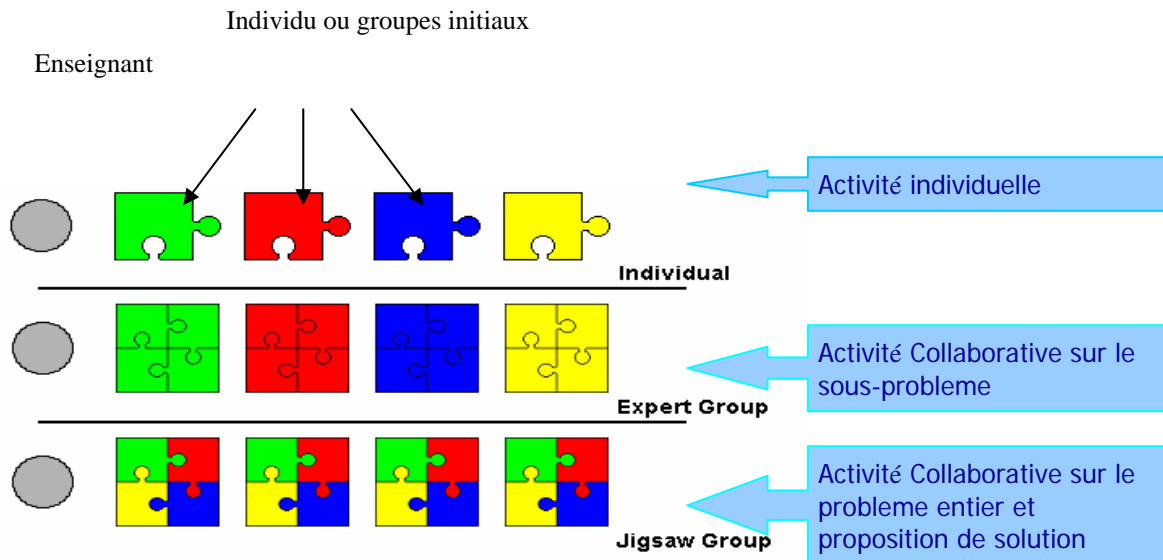 Individu ou groupes initiaux
Enseignant
Activité individuelle
Individual
Activité Collaborative sur le
sous-probleme
Expert Group
Activité Collaborative sur le
probleme entier et
proposition de solution
Jigsaw Group